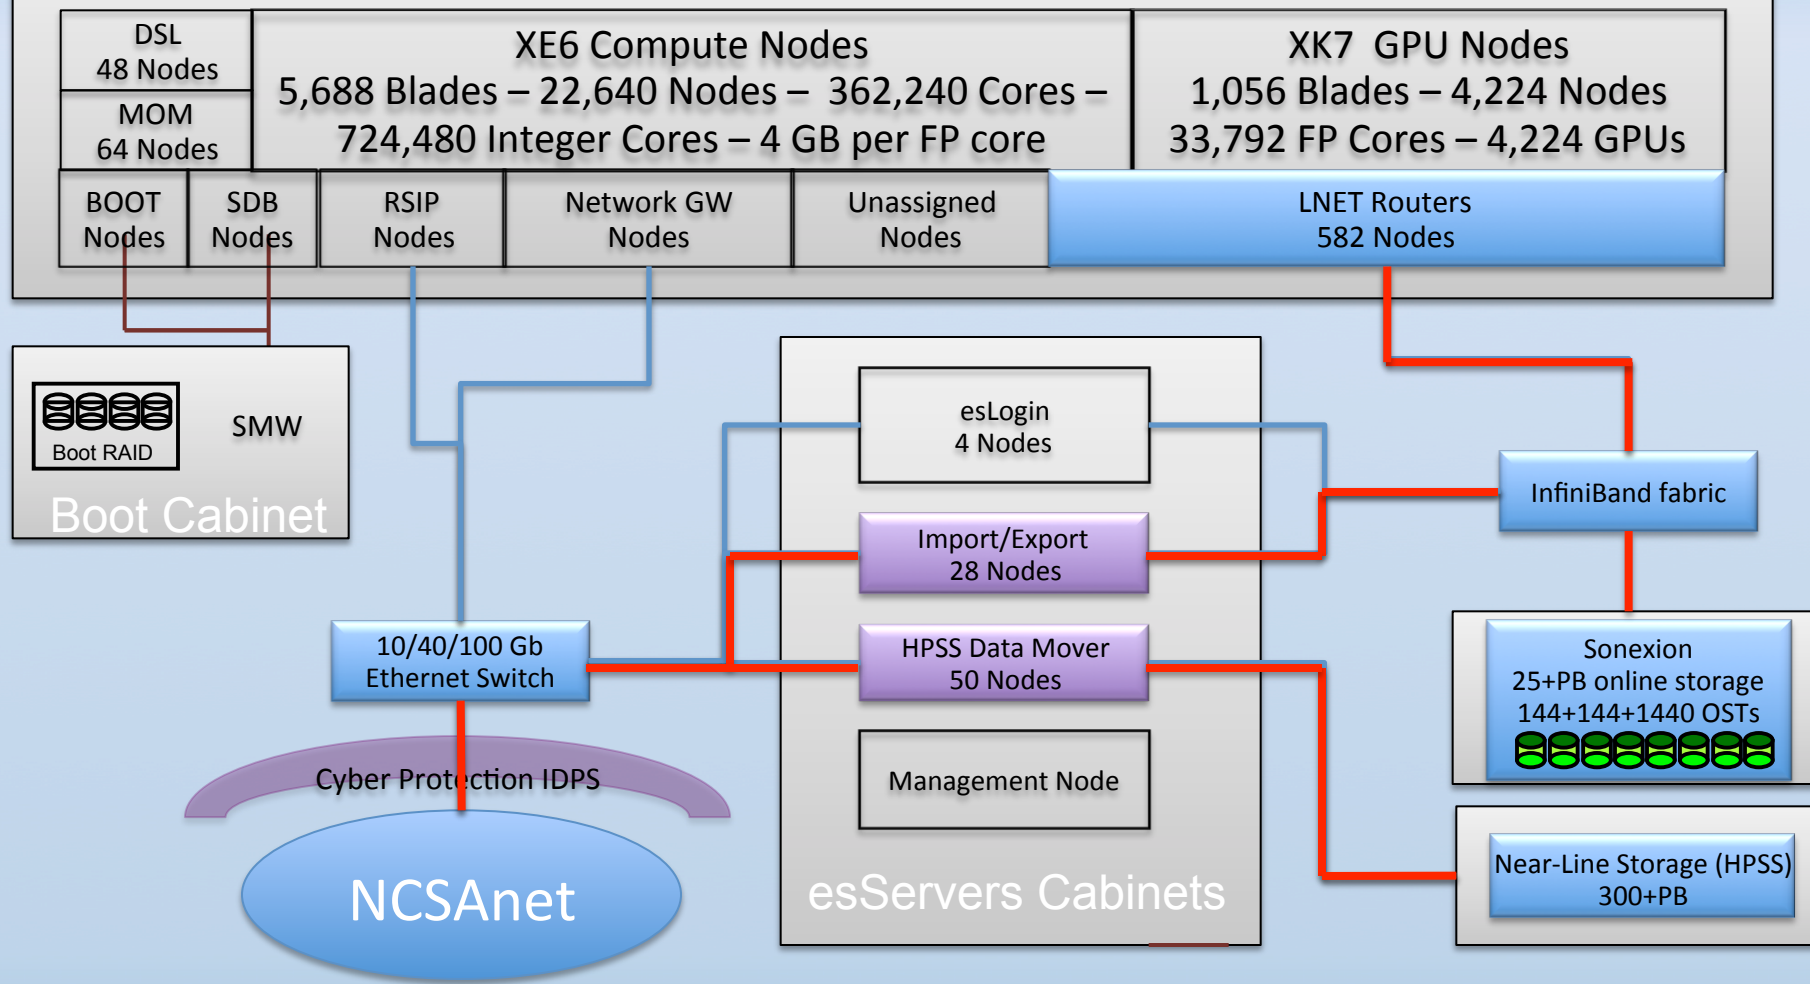 DSL
48 Nodes
MOM
64 Nodes
XE6 Compute Nodes
5,688 Blades – 22,640 Nodes –  362,240 Cores –
724,480 Integer Cores – 4 GB per FP core
XK7  GPU Nodes
1,056 Blades – 4,224 Nodes
33,792 FP Cores – 4,224 GPUs
BOOT
Nodes
SDB
Nodes
RSIP
Nodes
Network GW
Nodes
Unassigned
Nodes
LNET Routers
582 Nodes
Boot RAID
SMW
Boot Cabinet
esLogin
4 Nodes
Import/Export
28 Nodes
HPSS Data Mover
50 Nodes
Management Node
esServers Cabinets
InfiniBand fabric
10/40/100 Gb
Ethernet Switch
Cyber Protection IDPS
NCSAnet
Sonexion
25+PB online storage
144+144+1440 OSTs
Near-Line Storage (HPSS)
300+PB